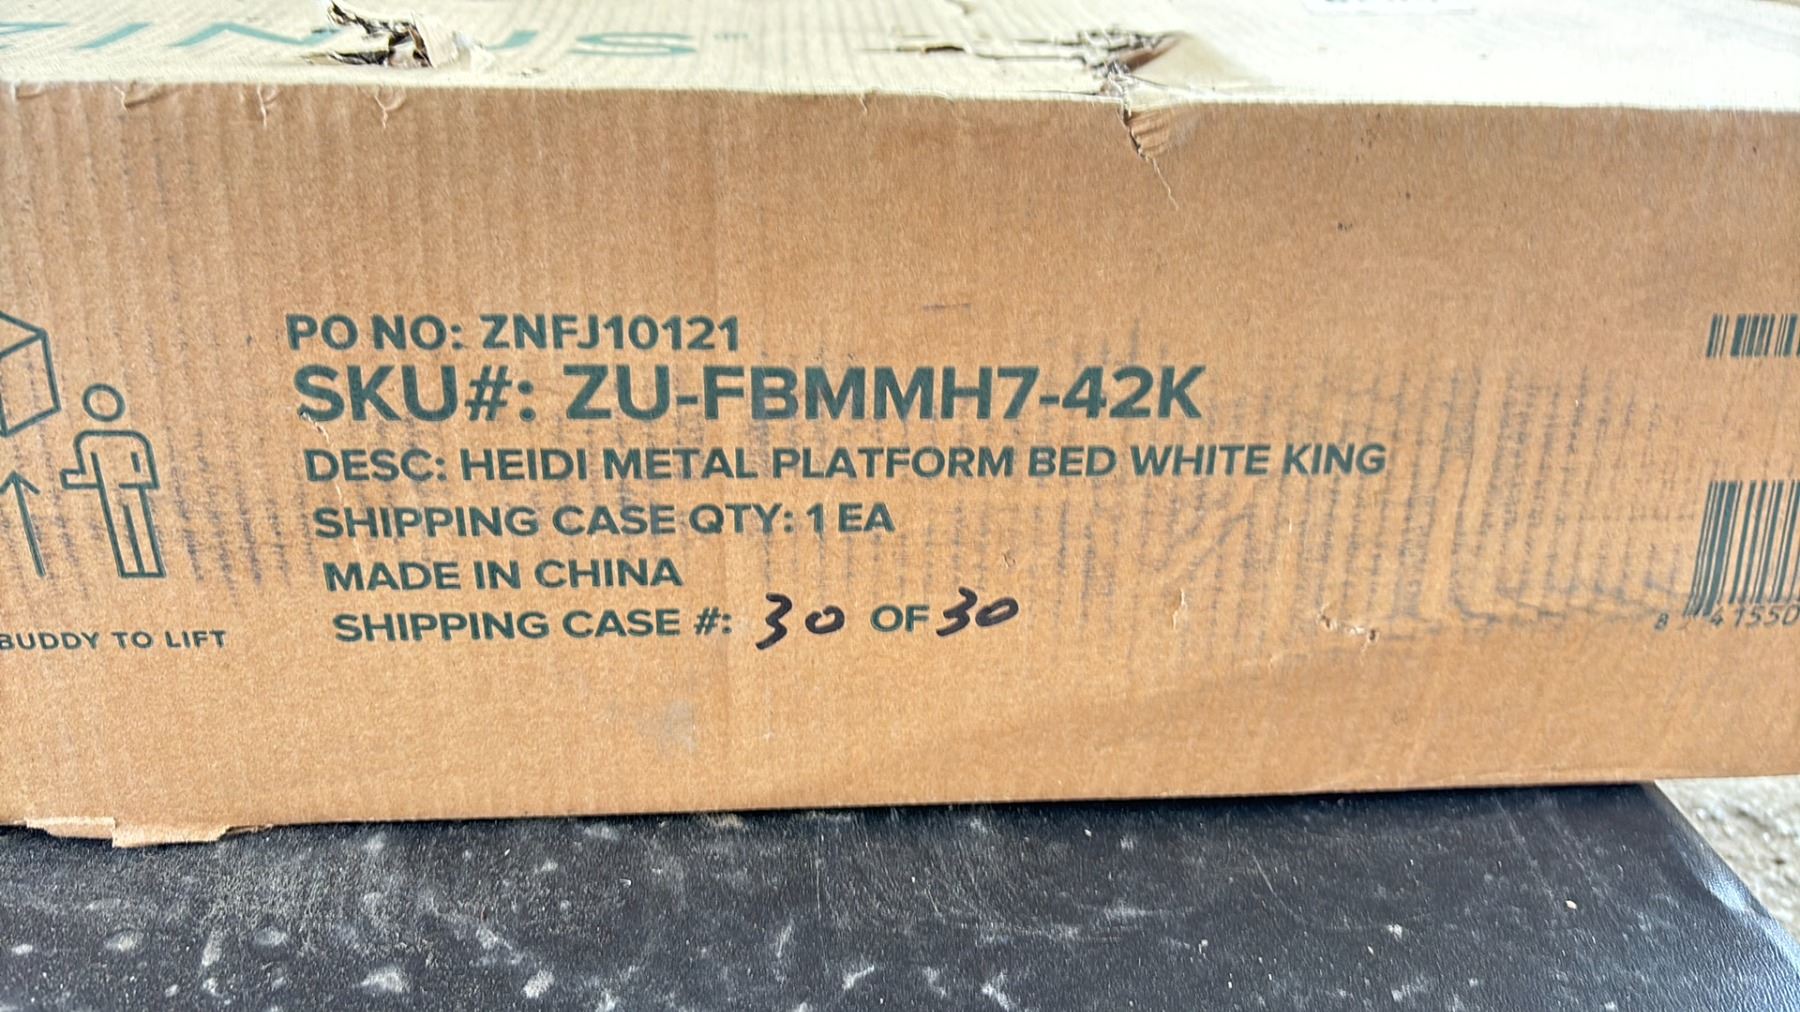 ZINUS
PO NO: ZNFJ10121
SKU#: ZU-FBMMH7-42K
DESC: HEIDI METAL PLATFORM BED WHITE KING
SHIPPING CASE QTY: 1 EA
MADE IN CHINA
SHIPPING CASE #: 30 OF 30
BUDDY TO LIFT